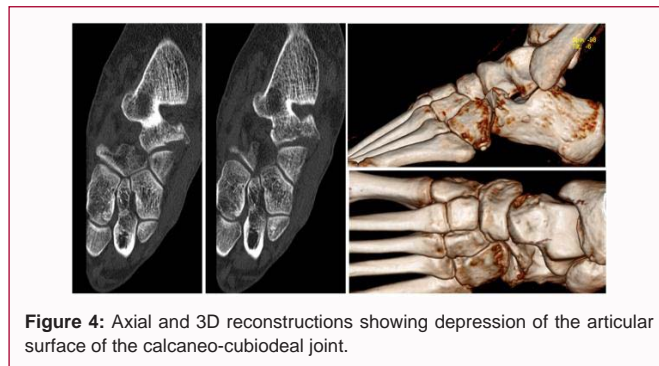 Figure 4: Axial and 3D reconstructions showing depression of the articular
surface of the calcaneo-cubiodeal joint.